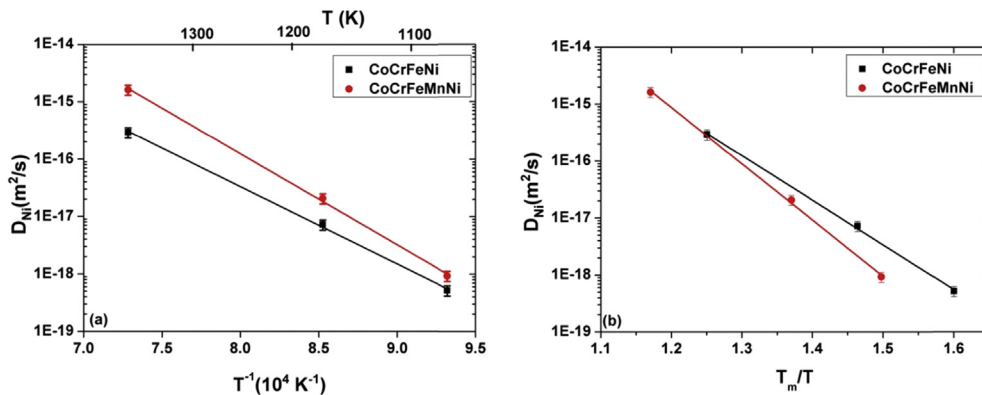 T (K)
1300 1200 1100
1E-14
1E-15
1E-16
1E-17
1E-18
1E-19
D_Ni(m²/s)
CoCrFeNi
CoCrFeMnNi
(a)
7.0 7.5 8.0 8.5 9.0 9.5
T⁻¹(10⁴ K⁻¹)
1E-14
1E-15
1E-16
1E-17
1E-18
1E-19
D_Ni(m²/s)
CoCrFeNi
CoCrFeMnNi
(b)
1.1 1.2 1.3 1.4 1.5 1.6
T_m/T